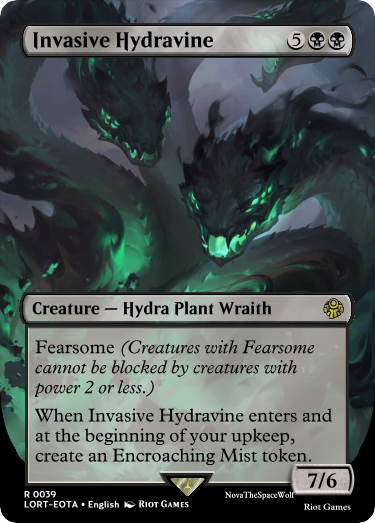 Invasive Hydravine 5
Creature — Hydra Plant Wraith
Fearsome (Creatures with Fearsome
cannot be blocked by creatures with
power 2 or less.)
When Invasive Hydravine enters and
at the beginning of your upkeep,
create an Encroaching Mist token.
7/6
R 0039
LORT-EOTA • English Riot Games
NovaTheSpaceWolf
Riot Games